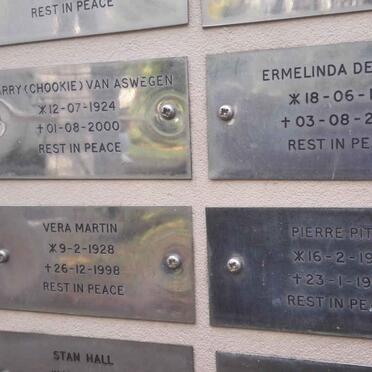 REST IN PEACE
ARRY (CHOOKIE) VAN ASWEGEN
12-07-1924
✝01-08-2000
REST IN PEACE
ERMELINDA DE
18-06-1
✝03-08-2
REST IN PE
VERA MARTIN
9-2-1928
✝26-12-1998
REST IN PEACE
PIERRE PIT
16-2-19
✝23-1-19
REST IN PEA
STAN HALL